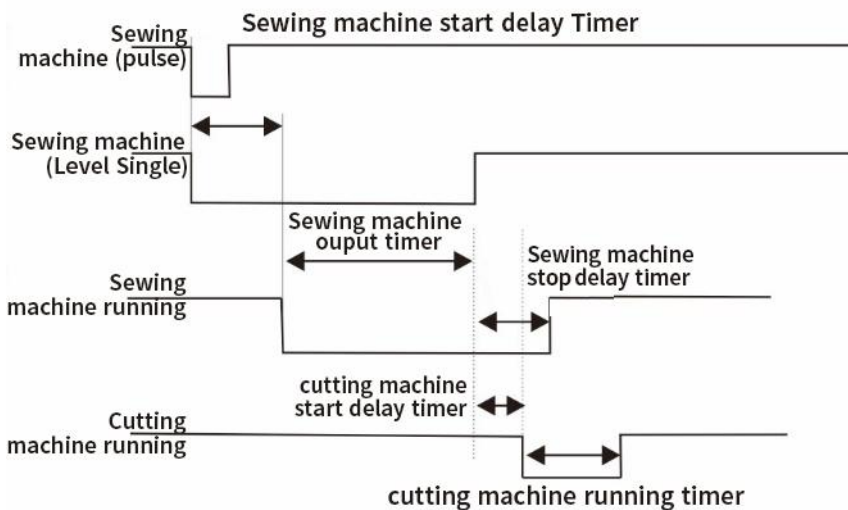 Sewing machine start delay Timer
Sewing
machine (pulse)
Sewing machine
(Level Single)
Sewing machine
ouput timer
Sewing machine
stop delay timer
Sewing
machine running
cutting machine
start delay timer
Cutting
machine running
cutting machine running timer